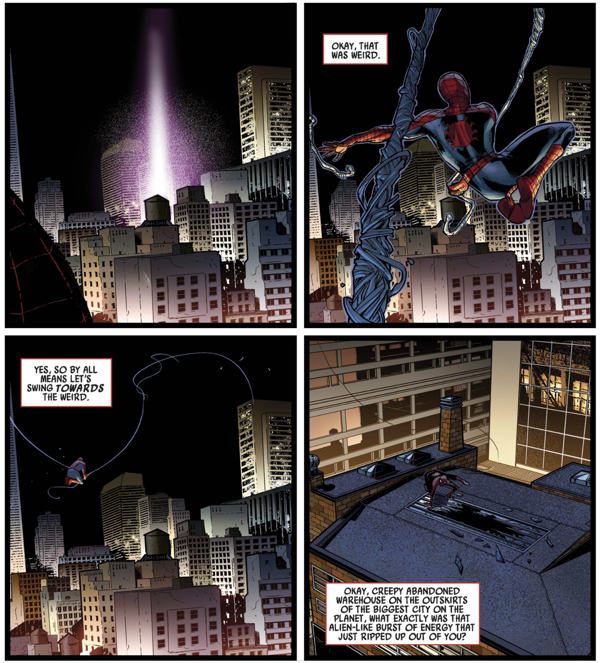 OKAY, THAT
WAS WEIRD.
YES, SO BY ALL
MEANS LET'S
SWING TOWARDS
THE WEIRD.
OKAY, CREEPY ABANDONED
WAREHOUSE ON THE OUTSKIRTS
OF THE BIGGEST CITY ON THE
PLANET, WHAT EXACTLY WAS THAT
ALIEN-LIKE BURST OF ENERGY THAT
JUST RIPPED UP OUT OF YOU?